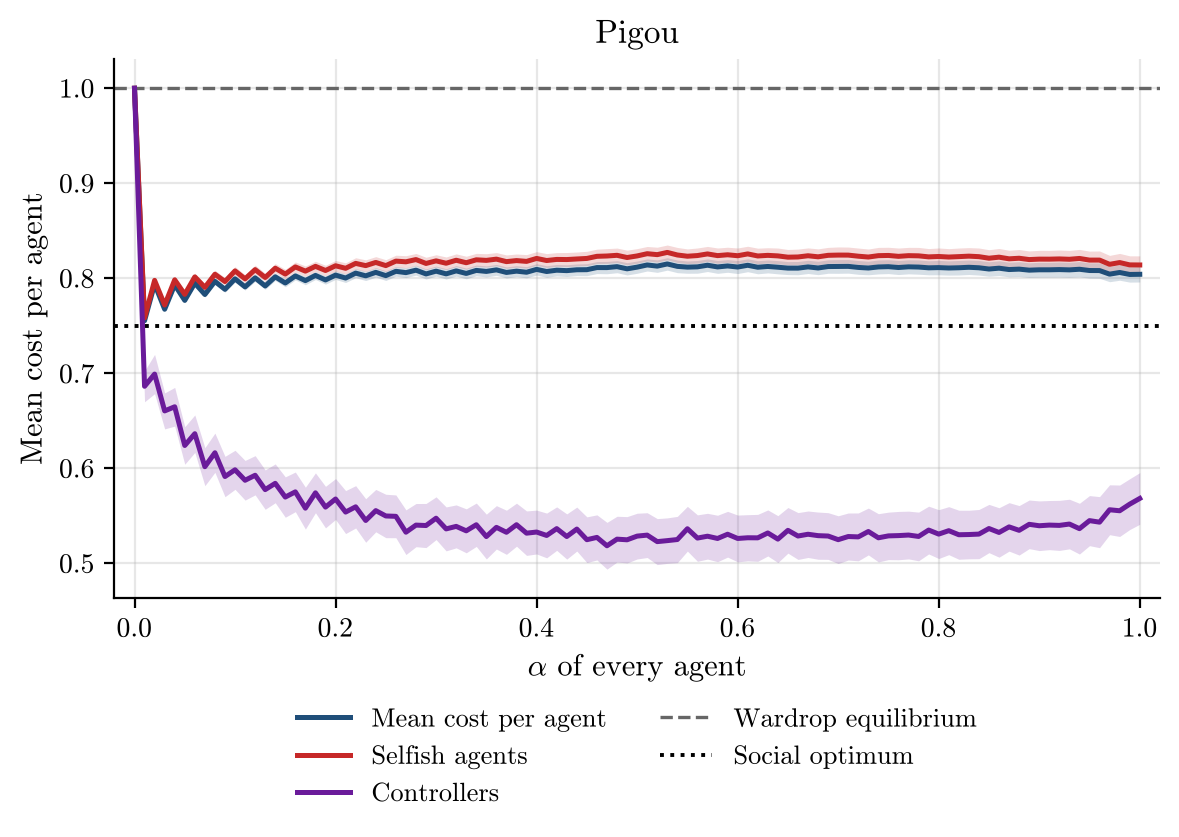 Pigou
Mean cost per agent
1.0
0.9
0.8
0.7
0.6
0.5
0.0 0.2 0.4 0.6 0.8 1.0
α of every agent
Mean cost per agent
Selfish agents
Controllers
Wardrop equilibrium
Social optimum